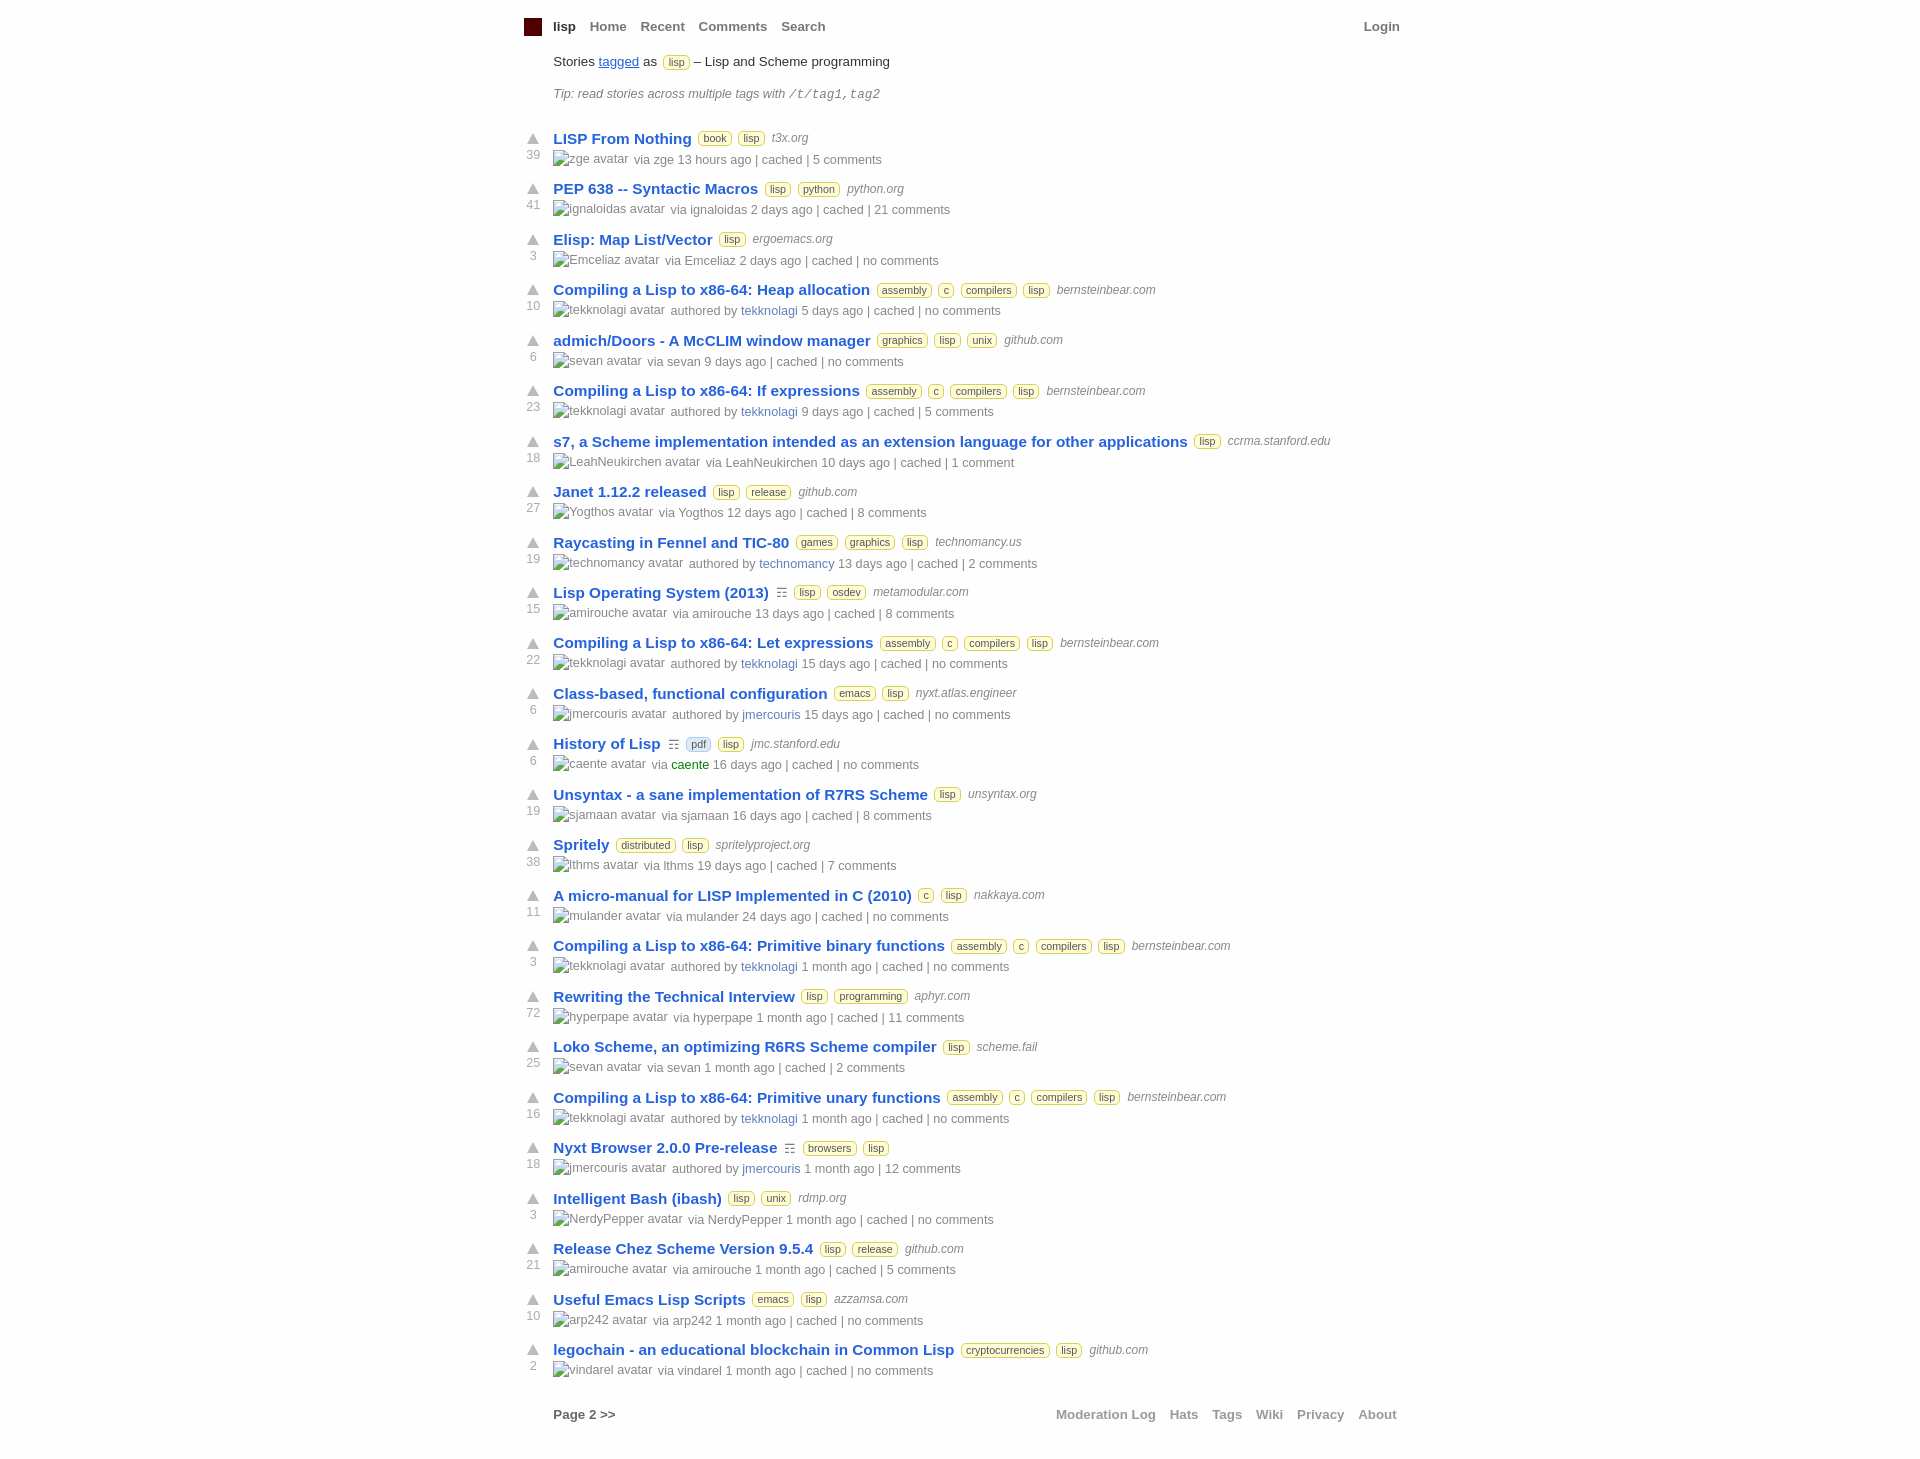 lisp Home Recent Comments Search Login
Stories tagged as lisp – Lisp and Scheme programming
Tip: read stories across multiple tags with /t/tag1,tag2
LISP From Nothing book lisp t3x.org
39 zge avatar via zge 13 hours ago | cached | 5 comments
PEP 638 -- Syntactic Macros lisp python python.org
41 ignaloidas avatar via ignaloidas 2 days ago | cached | 21 comments
Elisp: Map List/Vector lisp ergoemacs.org
3 Emceliaz avatar via Emceliaz 2 days ago | cached | no comments
Compiling a Lisp to x86-64: Heap allocation assembly c compilers lisp bernsteinbear.com
10 tekknolagi avatar authored by tekknolagi 5 days ago | cached | no comments
admich/Doors - A McCLIM window manager graphics lisp unix github.com
6 sevan avatar via sevan 9 days ago | cached | no comments
Compiling a Lisp to x86-64: If expressions assembly c compilers lisp bernsteinbear.com
23 tekknolagi avatar authored by tekknolagi 9 days ago | cached | 5 comments
s7, a Scheme implementation intended as an extension language for other applications lisp ccrma.stanford.edu
18 LeahNeukirchen avatar via LeahNeukirchen 10 days ago | cached | 1 comment
Janet 1.12.2 released lisp release github.com
27 Yogthos avatar via Yogthos 12 days ago | cached | 8 comments
Raycasting in Fennel and TIC-80 games graphics lisp technomancy.us
19 technomancy avatar authored by technomancy 13 days ago | cached | 2 comments
Lisp Operating System (2013) ☶ lisp osdev metamodular.com
15 amirouche avatar via amirouche 13 days ago | cached | 8 comments
Compiling a Lisp to x86-64: Let expressions assembly c compilers lisp bernsteinbear.com
22 tekknolagi avatar authored by tekknolagi 15 days ago | cached | no comments
Class-based, functional configuration emacs lisp nyxt.atlas.engineer
6 jmercouris avatar authored by jmercouris 15 days ago | cached | no comments
History of Lisp ☶ pdf lisp jmc.stanford.edu
6 caente avatar via caente 16 days ago | cached | no comments
Unsyntax - a sane implementation of R7RS Scheme lisp unsyntax.org
19 sjamaan avatar via sjamaan 16 days ago | cached | 8 comments
Spritely distributed lisp spritelyproject.org
38 lthms avatar via lthms 19 days ago | cached | 7 comments
A micro-manual for LISP Implemented in C (2010) c lisp nakkaya.com
11 mulander avatar via mulander 24 days ago | cached | no comments
Compiling a Lisp to x86-64: Primitive binary functions assembly c compilers lisp bernsteinbear.com
3 tekknolagi avatar authored by tekknolagi 1 month ago | cached | no comments
Rewriting the Technical Interview lisp programming aphyr.com
72 hyperpape avatar via hyperpape 1 month ago | cached | 11 comments
Loko Scheme, an optimizing R6RS Scheme compiler lisp scheme.fail
25 sevan avatar via sevan 1 month ago | cached | 2 comments
Compiling a Lisp to x86-64: Primitive unary functions assembly c compilers lisp bernsteinbear.com
16 tekknolagi avatar authored by tekknolagi 1 month ago | cached | no comments
Nyxt Browser 2.0.0 Pre-release ☶ browsers lisp
18 jmercouris avatar authored by jmercouris 1 month ago | 12 comments
Intelligent Bash (ibash) lisp unix rdmp.org
3 NerdyPepper avatar via NerdyPepper 1 month ago | cached | no comments
Release Chez Scheme Version 9.5.4 lisp release github.com
21 amirouche avatar via amirouche 1 month ago | cached | 5 comments
Useful Emacs Lisp Scripts emacs lisp azzamsa.com
10 arp242 avatar via arp242 1 month ago | cached | no comments
legochain - an educational blockchain in Common Lisp cryptocurrencies lisp github.com
2 vindarel avatar via vindarel 1 month ago | cached | no comments
Page 2 >> Moderation Log Hats Tags Wiki Privacy About